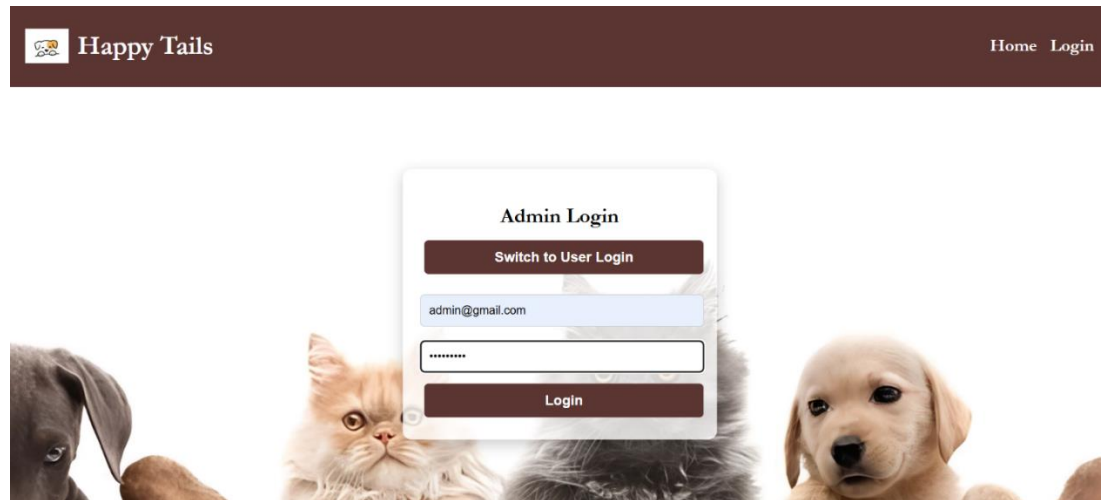 Happy Tails
Home Login
Admin Login
Switch to User Login
admin@gmail.com
•••••••••
Login